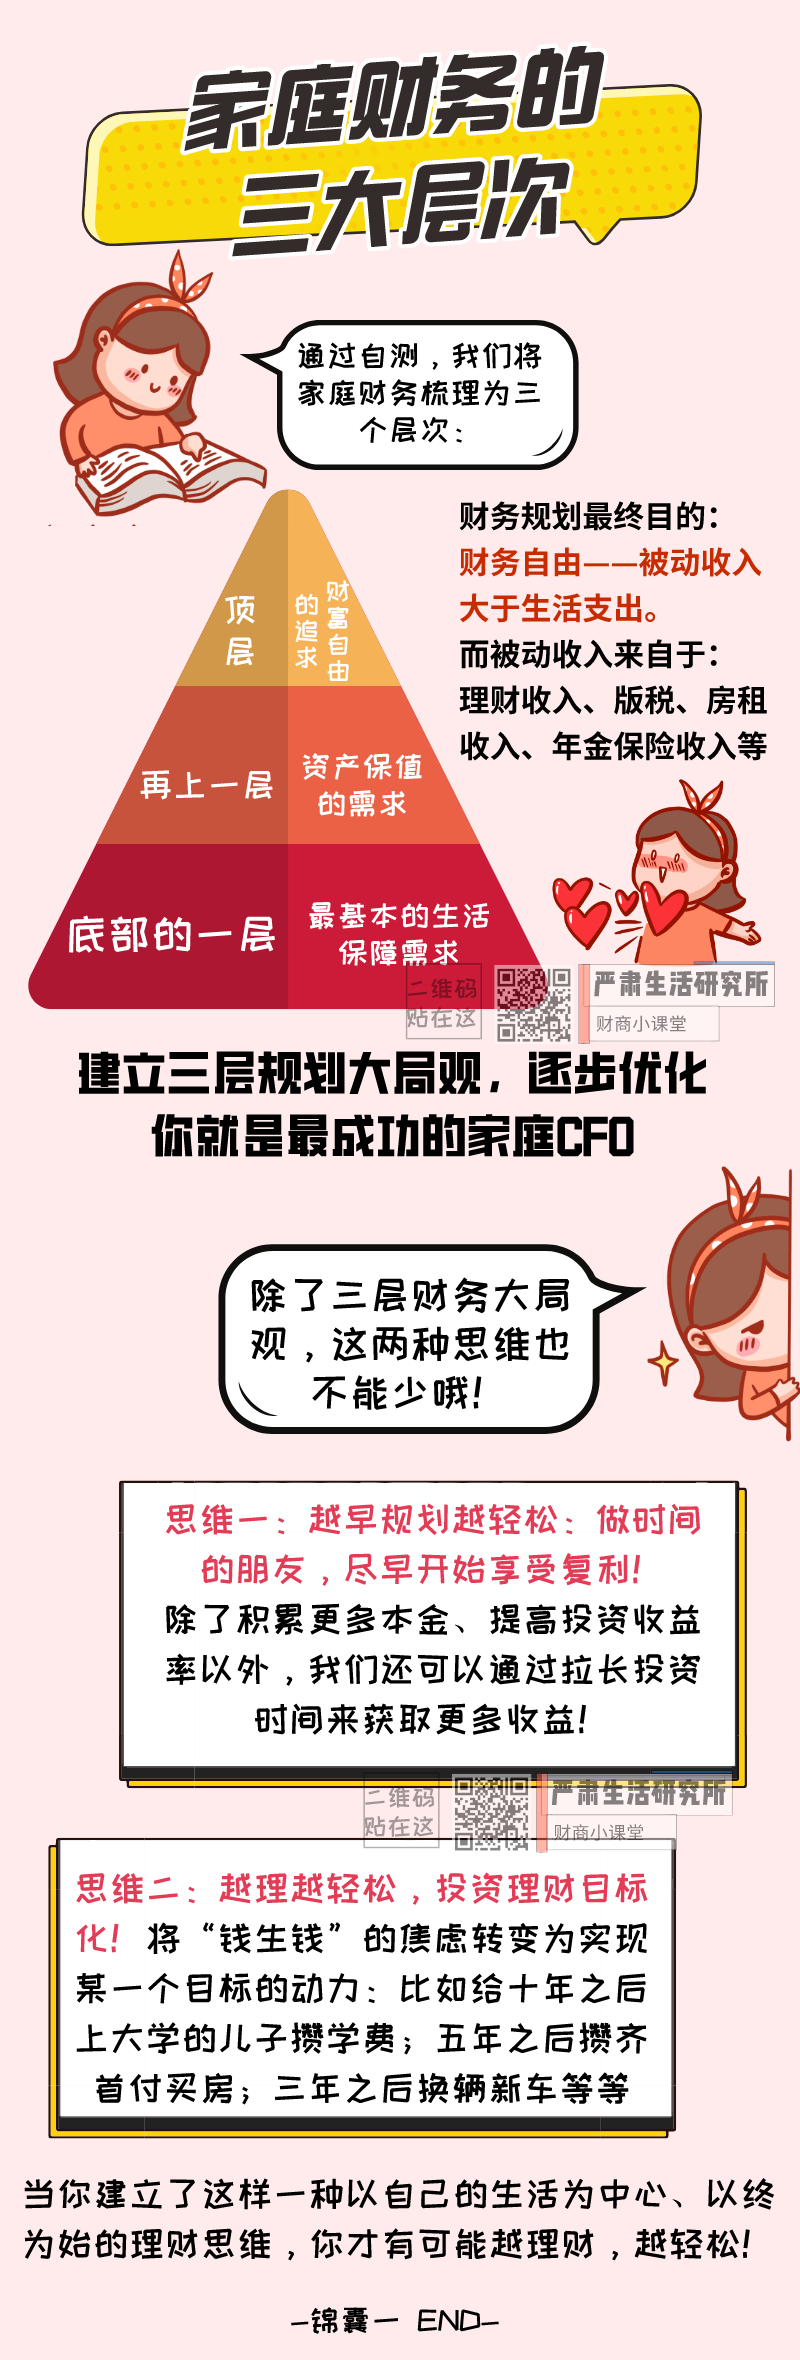 家庭财务的
三大层次
通过自测，我们将
家庭财务梳理为三
个层次：
财务规划最终目的：
财务自由——被动收入
大于生活支出。
而被动收入来自于：
理财收入、版税、房租
收入、年金保险收入等
顶层
财富自由
的追求
再上一层
资产保值
的需求
底部的一层
最基本的生活
保障需求
二维码
贴在这
严肃生活研究所
财商小课堂
建立三层规划大局观，逐步优化
你就是最成功的家庭CFO
除了三层财务大局
观，这两种思维也
不能少哦！
思维一：越早规划越轻松：做时间
的朋友，尽早开始享受复利！
除了积累更多本金、提高投资收益
率以外，我们还可以通过拉长投资
时间来获取更多收益！
二维码
贴在这
严肃生活研究所
财商小课堂
思维二：越理越轻松，投资理财目标
化！将“钱生钱”的焦虑转变为实现
某一个目标的动力：比如给十年之后
上大学的儿子攒学费；五年之后攒齐
首付买房；三年之后换辆新车等等
当你建立了这样一种以自己的生活为中心、以终
为始的理财思维，你才有可能越理财，越轻松！
–锦囊一 END–